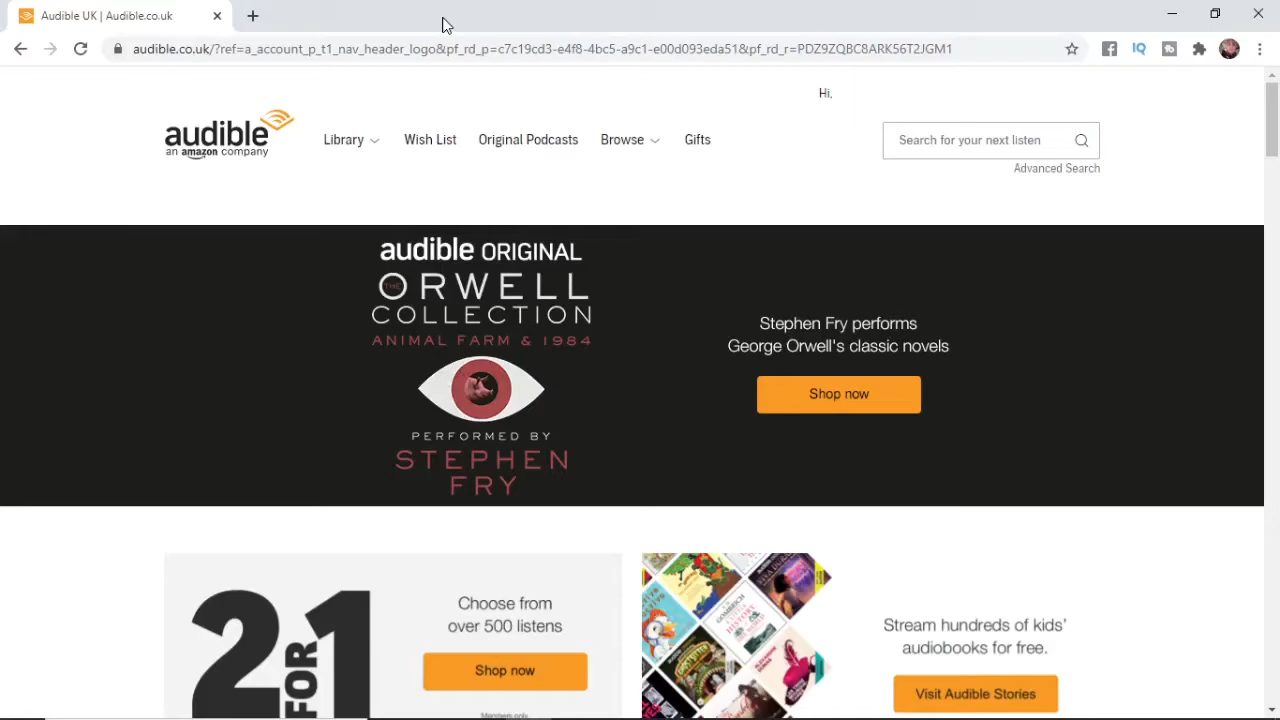 Audible UK | Audible.co.uk
audible.co.uk/?ref=a_account_p_t1_nav_header_logo&pf_rd_p=c7c19cd3-e4f8-4bc5-a9c1-e00d093eda51&pf_rd_r=PDZ9ZQBC8ARK56T2JGM1
IQ
Hi,
audible
an amazon company
Library
Wish List
Original Podcasts
Browse
Gifts
Search for your next listen
Advanced Search
audible ORIGINAL
THE ORWELL
COLLECTION
ANIMAL FARM & 1984
PERFORMED BY
STEPHEN
FRY
Stephen Fry performs
George Orwell's classic novels
Shop now
2 FOR 1
Choose from
over 500 listens
Shop now
Members only.
Stream hundreds of kids'
audiobooks for free.
Visit Audible Stories